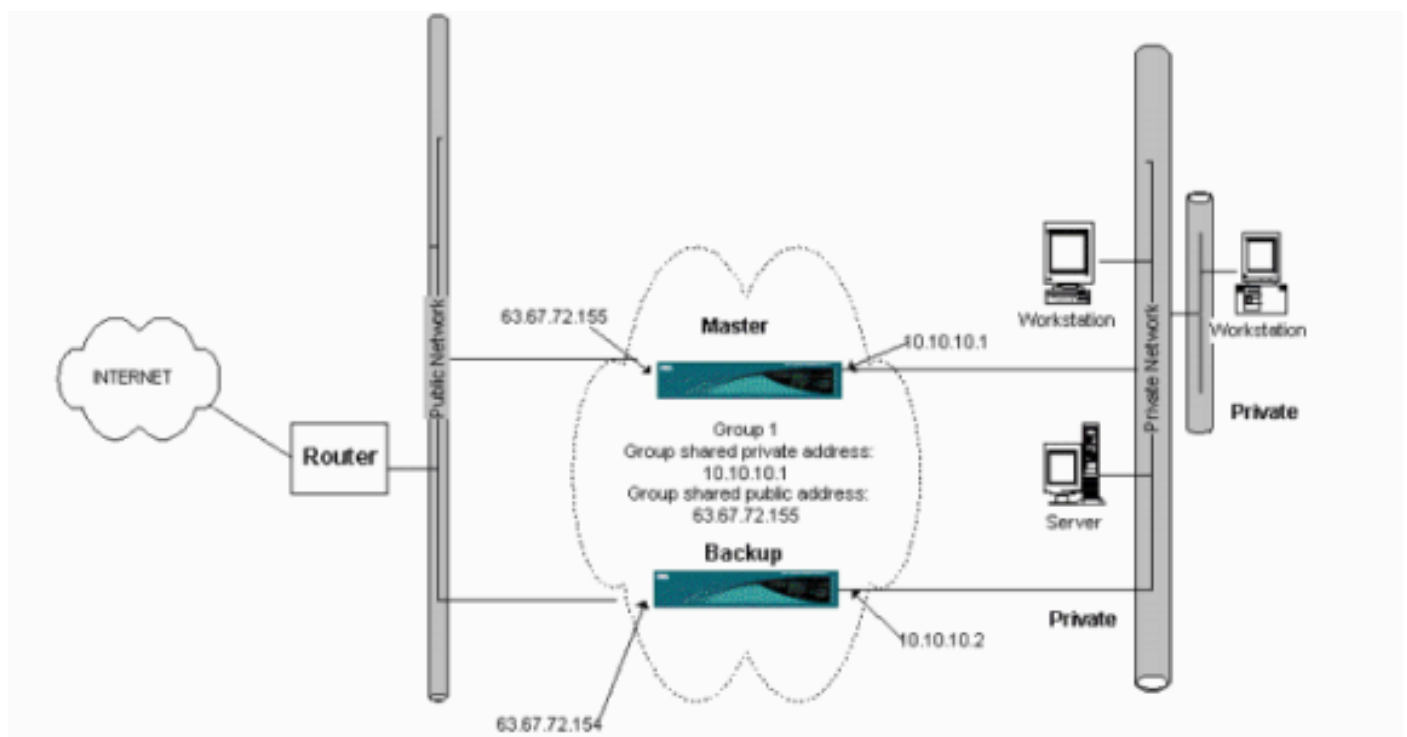 INTERNET
Router
Public Network
63.67.72.155
Master
10.10.10.1
Group 1
Group shared private address:
10.10.10.1
Group shared public address:
63.67.72.155
Backup
63.67.72.154
10.10.10.2
Workstation
Private Network
Workstation
Private
Server
Private